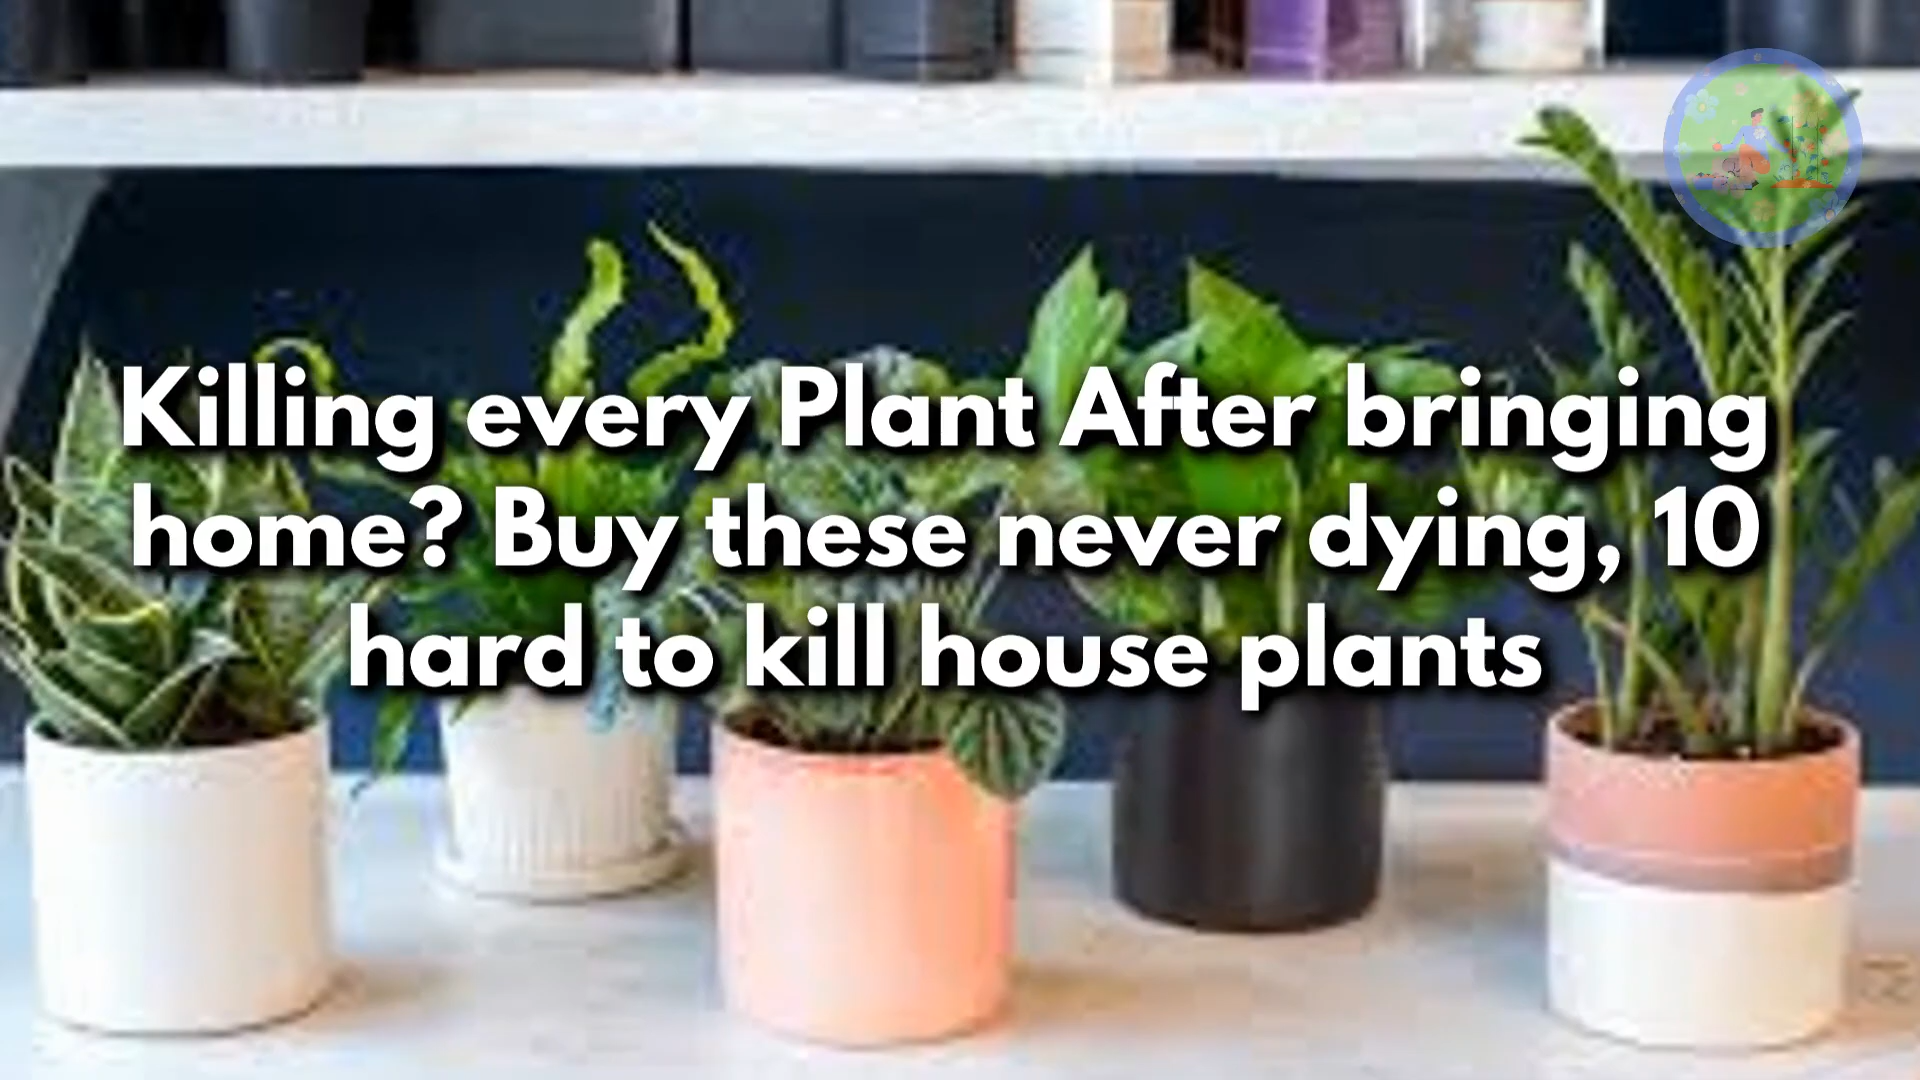 Killing every Plant After bringing
home? Buy these never dying, 10
hard to kill house plants